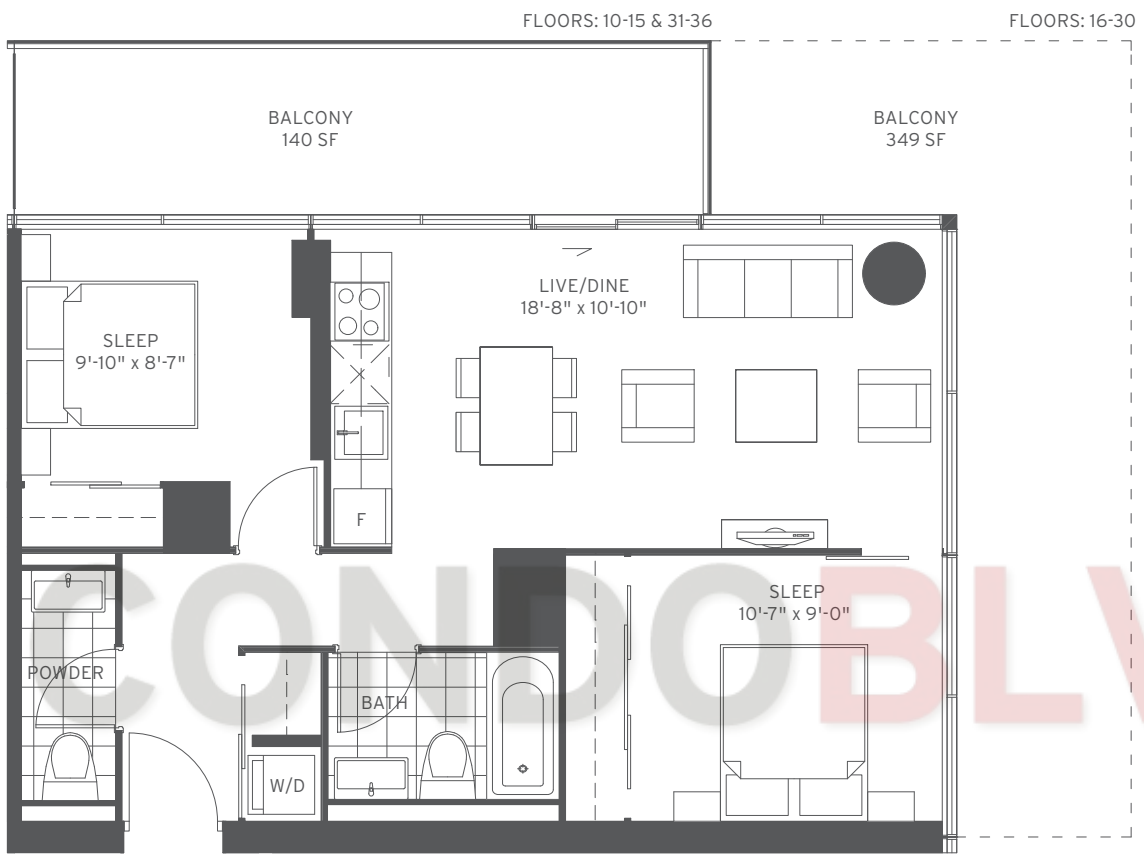 FLOORS: 10-15 & 31-36
FLOORS: 16-30
BALCONY
140 SF
BALCONY
349 SF
LIVE/DINE
18'-8" x 10'-10"
SLEEP
9'-10" x 8'-7"
F
SLEEP
10'-7" x 9'-0"
CONDOBLV
POWDER
BATH
W/D